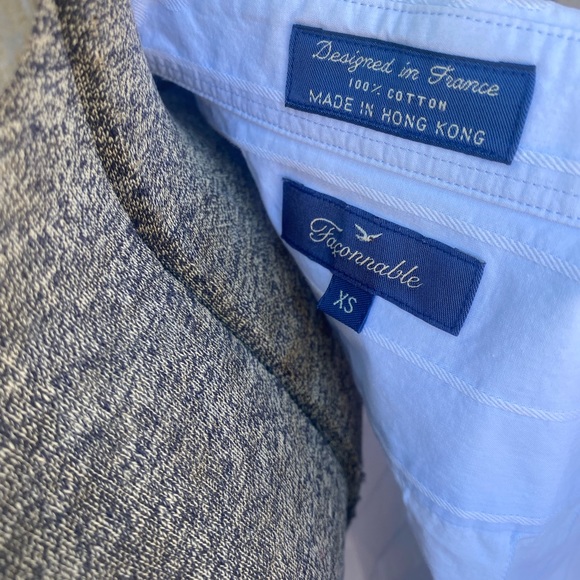 Designed in France
100% COTTON
MADE IN HONG KONG
Façonnable
XS